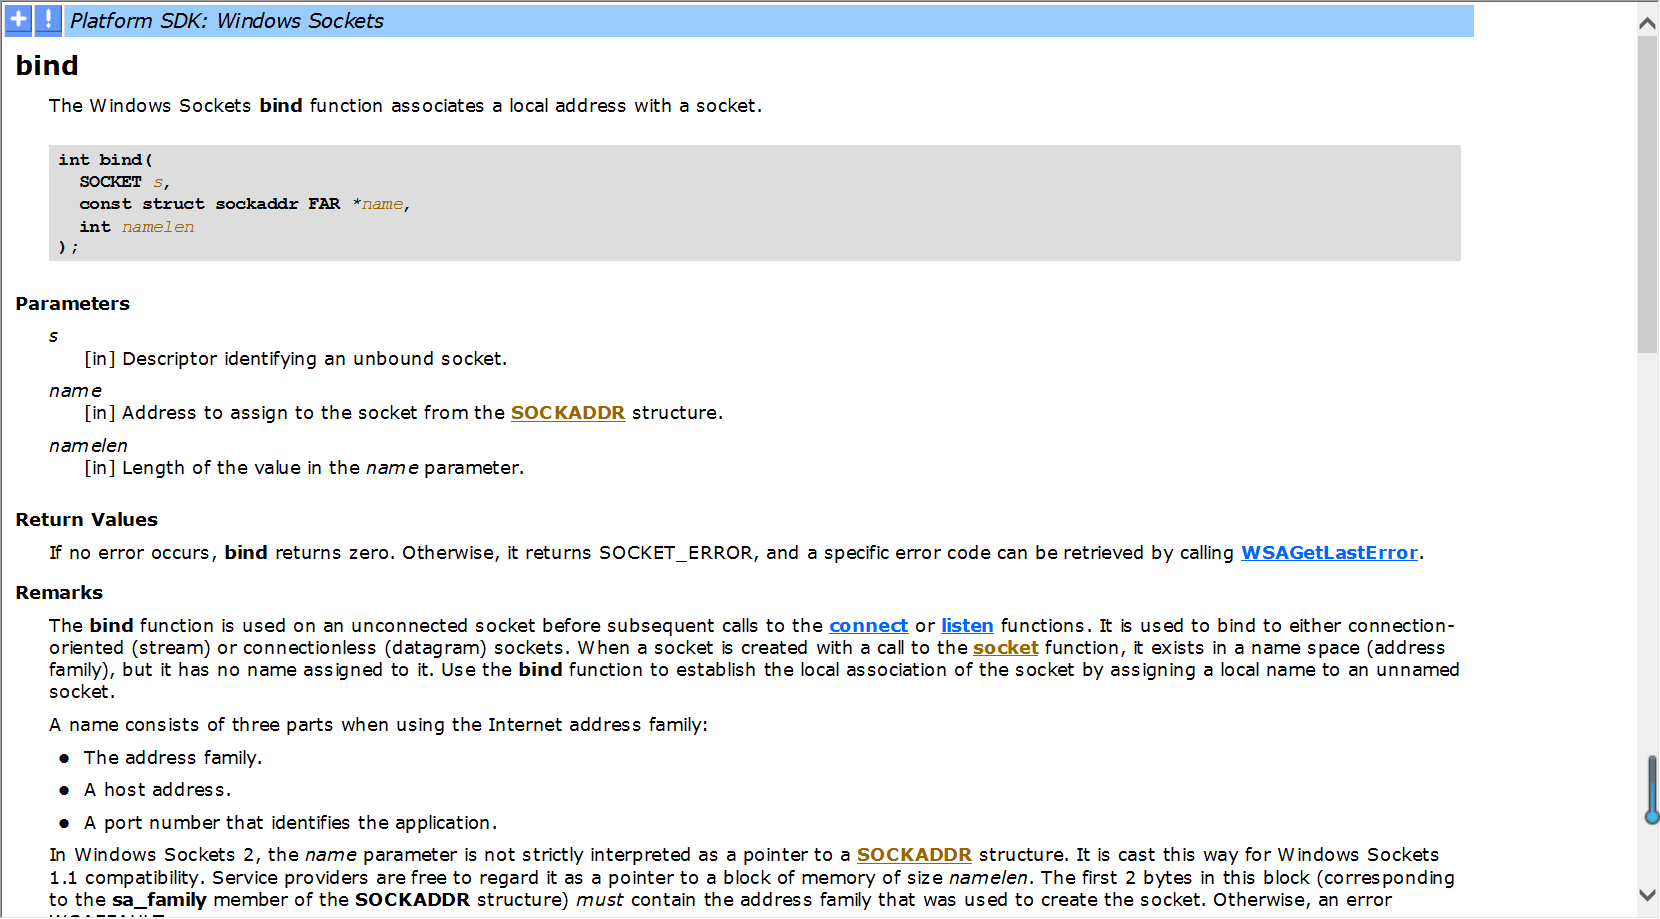 Platform SDK: Windows Sockets
bind
The Windows Sockets bind function associates a local address with a socket.
int bind(
  SOCKET s,
  const struct sockaddr FAR *name,
  int namelen
);
Parameters
s
[in] Descriptor identifying an unbound socket.
name
[in] Address to assign to the socket from the SOCKADDR structure.
namelen
[in] Length of the value in the name parameter.
Return Values
If no error occurs, bind returns zero. Otherwise, it returns SOCKET_ERROR, and a specific error code can be retrieved by calling WSAGetLastError.
Remarks
The bind function is used on an unconnected socket before subsequent calls to the connect or listen functions. It is used to bind to either connection-
oriented (stream) or connectionless (datagram) sockets. When a socket is created with a call to the socket function, it exists in a name space (address
family), but it has no name assigned to it. Use the bind function to establish the local association of the socket by assigning a local name to an unnamed
socket.
A name consists of three parts when using the Internet address family:
● The address family.
● A host address.
● A port number that identifies the application.
In Windows Sockets 2, the name parameter is not strictly interpreted as a pointer to a SOCKADDR structure. It is cast this way for Windows Sockets
1.1 compatibility. Service providers are free to regard it as a pointer to a block of memory of size namelen. The first 2 bytes in this block (corresponding
to the sa_family member of the SOCKADDR structure) must contain the address family that was used to create the socket. Otherwise, an error